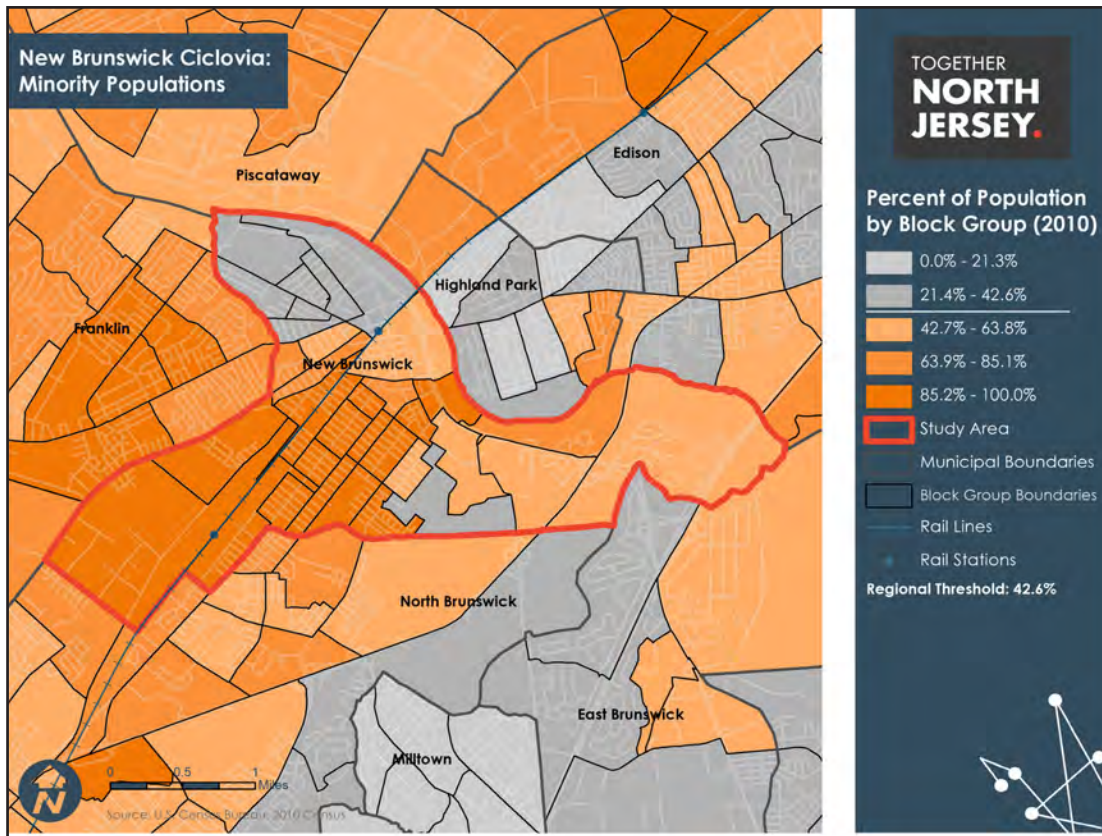 New Brunswick Ciclovia:
Minority Populations
Piscataway
Edison
Highland Park
Franklin
New Brunswick
North Brunswick
East Brunswick
Milltown
0 0.5 1
Miles
N
Source: U.S. Census Bureau, 2010 Census
TOGETHER
NORTH
JERSEY.
Percent of Population
by Block Group (2010)
0.0% - 21.3%
21.4% - 42.6%
42.7% - 63.8%
63.9% - 85.1%
85.2% - 100.0%
Study Area
Municipal Boundaries
Block Group Boundaries
Rail Lines
Rail Stations
Regional Threshold: 42.6%